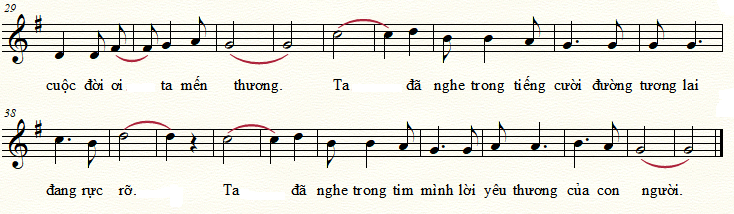 29
cuộc đời ơi ta mến thương. Ta đã nghe trong tiếng cười đường tương lai
38
đang rực rỡ. Ta đã nghe trong tim mình lời yêu thương của con người.